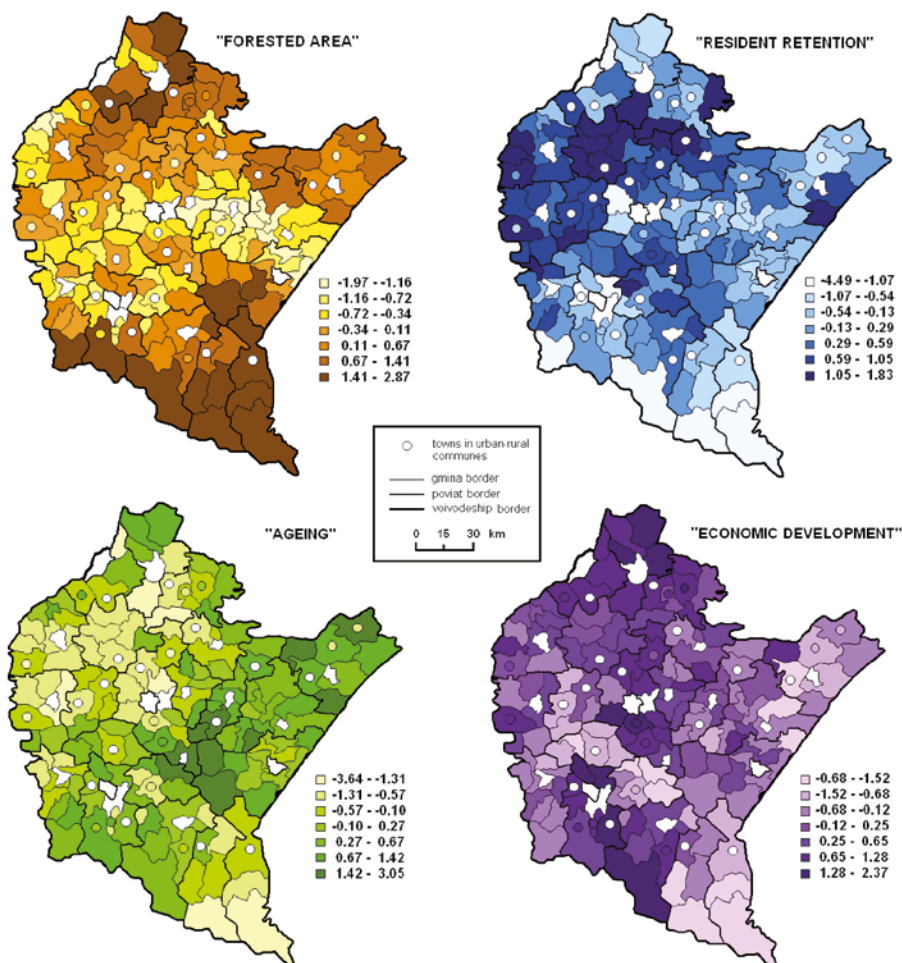 "FORESTED AREA"
"RESIDENT RETENTION"
-1.97 - -1.16
-1.16 - -0.72
-0.72 - -0.34
-0.34 - 0.11
0.11 - 0.67
0.67 - 1.41
1.41 - 2.87
-4.49 - -1.07
-1.07 - -0.54
-0.54 - -0.13
-0.13 - 0.29
0.29 - 0.59
0.59 - 1.05
1.05 - 1.83
towns in urban-rural
communes
gmina border
poviat border
voivodeship border
0 15 30 km
"AGEING"
"ECONOMIC DEVELOPMENT"
-3.64 - -1.31
-1.31 - -0.57
-0.57 - -0.10
-0.10 - 0.27
0.27 - 0.67
0.67 - 1.42
1.42 - 3.05
-0.68 - -1.52
-1.52 - -0.68
-0.68 - -0.12
-0.12 - 0.25
0.25 - 0.65
0.65 - 1.28
1.28 - 2.37